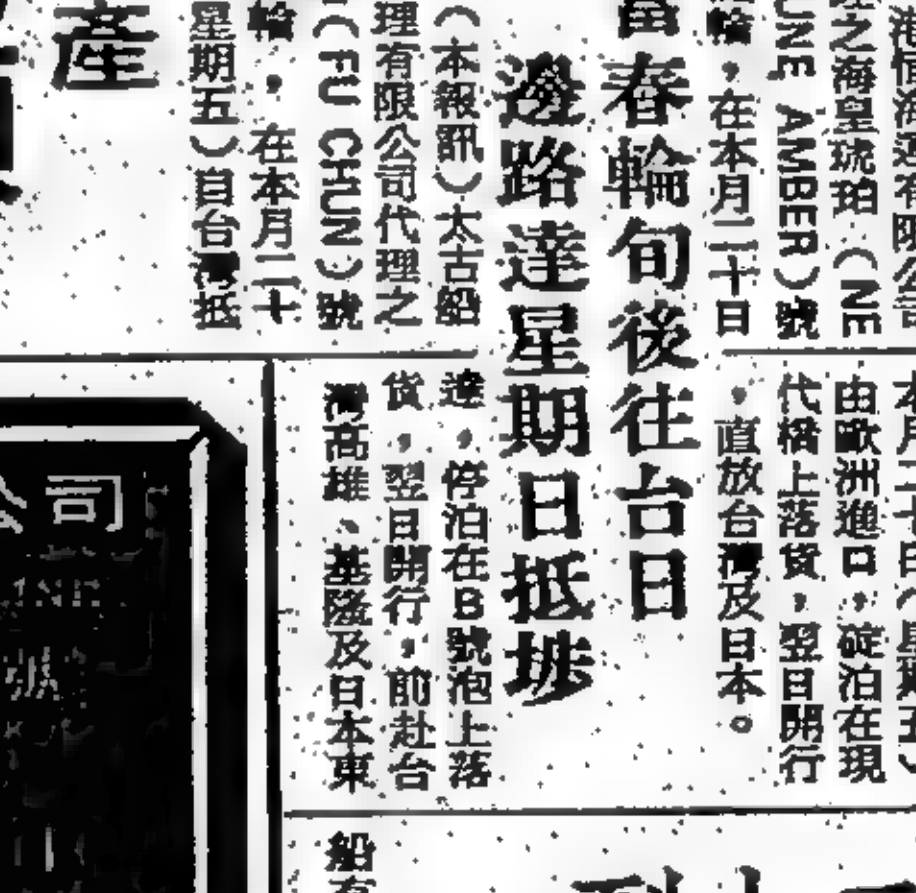 理之海皇琥珀（NE
UNE AMBER）號
輪，在本月二十日
由歐洲進口，碇泊在現
代橋上落貨，翌日開行
，直放台灣及日本。
富春輪旬後往台日
邊路達星期日抵埗
（本報訊）太古船
理有限公司代理之
（FU CHUN）號
輪，在本月二十
星期五）自台灣抵
達，停泊在B號泡上落
貨，翌日開行，前赴台
灣高雄、基隆及日本東
產
公司
號
船